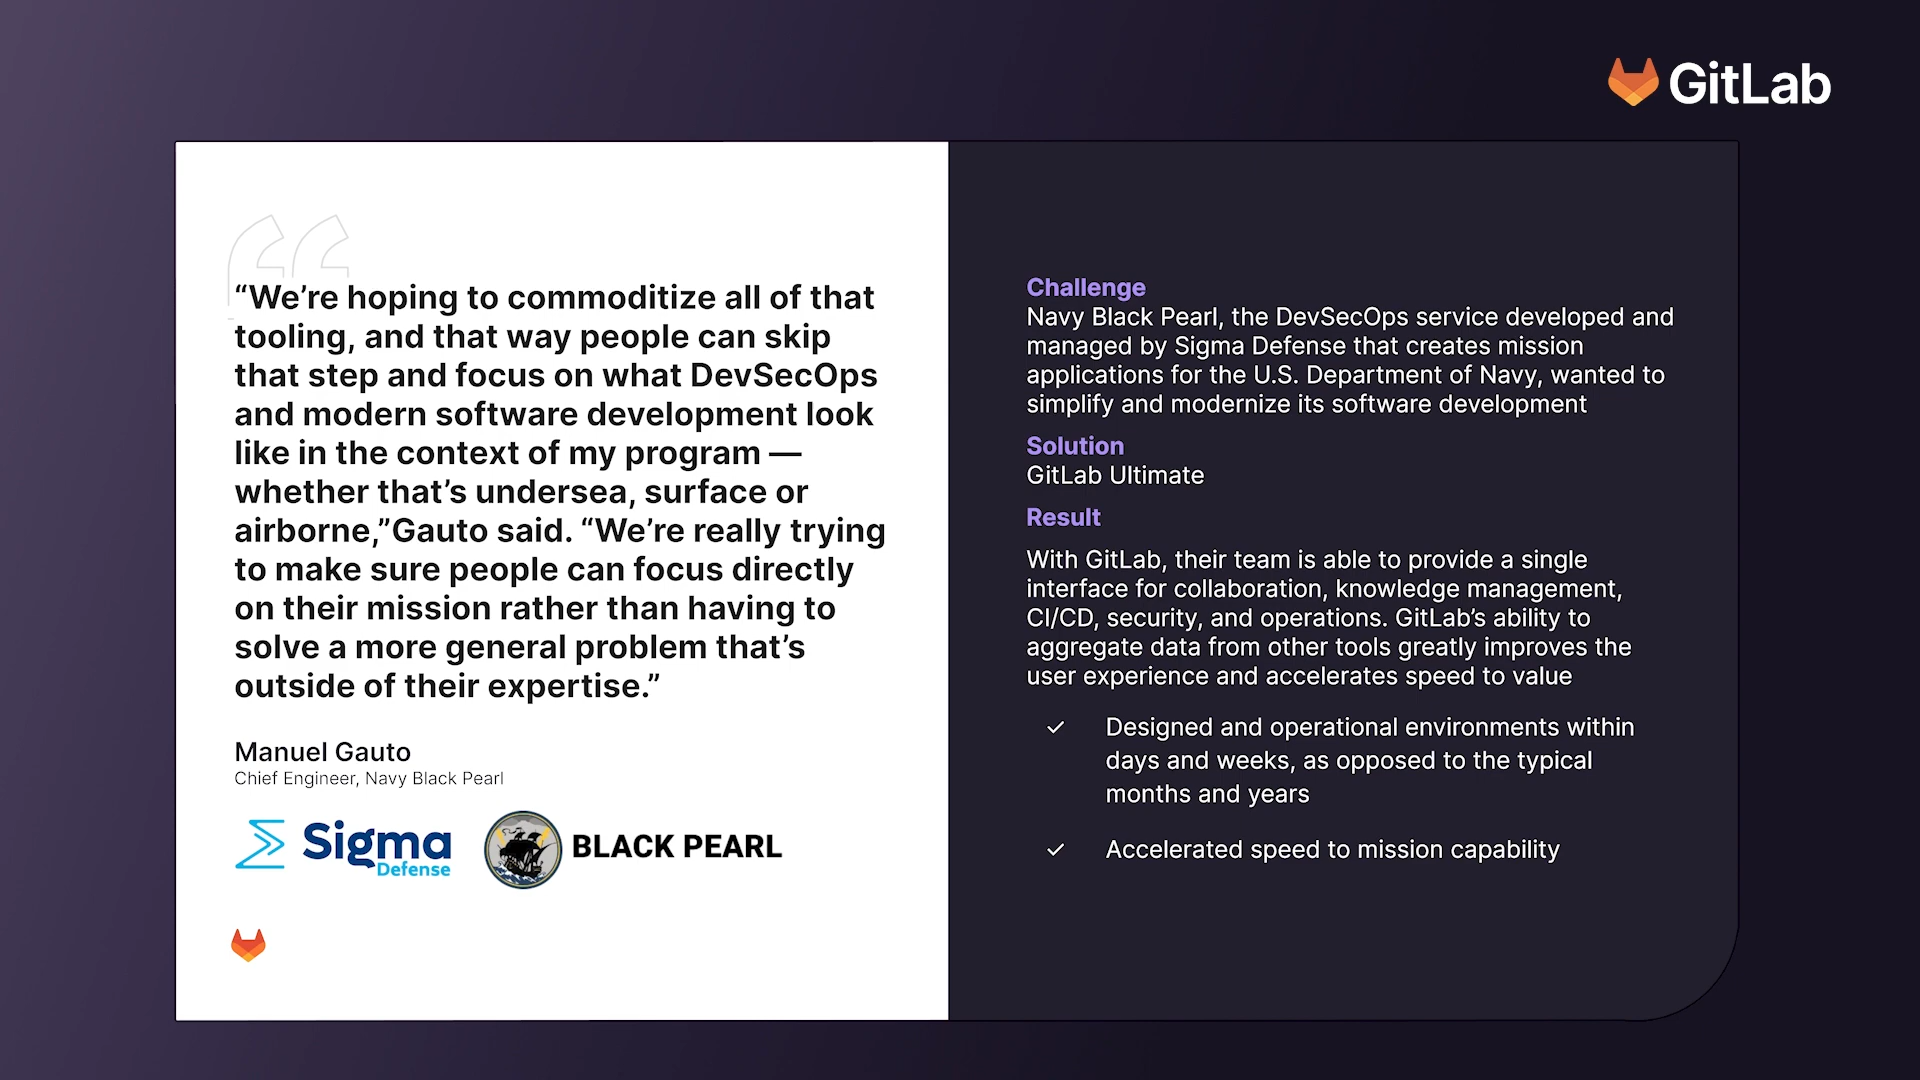 GitLab
“We’re hoping to commoditize all of that
tooling, and that way people can skip
that step and focus on what DevSecOps
and modern software development look
like in the context of my program —
whether that’s undersea, surface or
airborne,”Gauto said. “We’re really trying
to make sure people can focus directly
on their mission rather than having to
solve a more general problem that’s
outside of their expertise.”
Manuel Gauto
Chief Engineer, Navy Black Pearl
Sigma
Defense
BLACK PEARL
Challenge
Navy Black Pearl, the DevSecOps service developed and
managed by Sigma Defense that creates mission
applications for the U.S. Department of Navy, wanted to
simplify and modernize its software development
Solution
GitLab Ultimate
Result
With GitLab, their team is able to provide a single
interface for collaboration, knowledge management,
CI/CD, security, and operations. GitLab’s ability to
aggregate data from other tools greatly improves the
user experience and accelerates speed to value
✓ Designed and operational environments within
days and weeks, as opposed to the typical
months and years
✓ Accelerated speed to mission capability